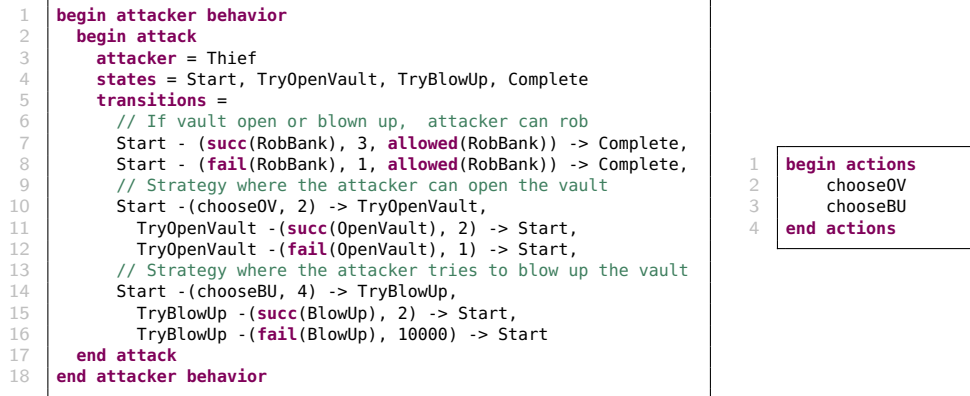 1 begin attacker behavior
2 begin attack
3 attacker = Thief
4 states = Start, TryOpenVault, TryBlowUp, Complete
5 transitions =
6 // If vault open or blown up,  attacker can rob
7 Start - (succ(RobBank), 3, allowed(RobBank)) -> Complete,
8 Start - (fail(RobBank), 1, allowed(RobBank)) -> Complete,
9 // Strategy where the attacker can open the vault
10 Start -(chooseOV, 2) -> TryOpenVault,
11 TryOpenVault -(succ(OpenVault), 2) -> Start,
12 TryOpenVault -(fail(OpenVault), 1) -> Start,
13 // Strategy where the attacker tries to blow up the vault
14 Start -(chooseBU, 4) -> TryBlowUp,
15 TryBlowUp -(succ(BlowUp), 2) -> Start,
16 TryBlowUp -(fail(BlowUp), 10000) -> Start
17 end attack
18 end attacker behavior
1 begin actions
2 chooseOV
3 chooseBU
4 end actions